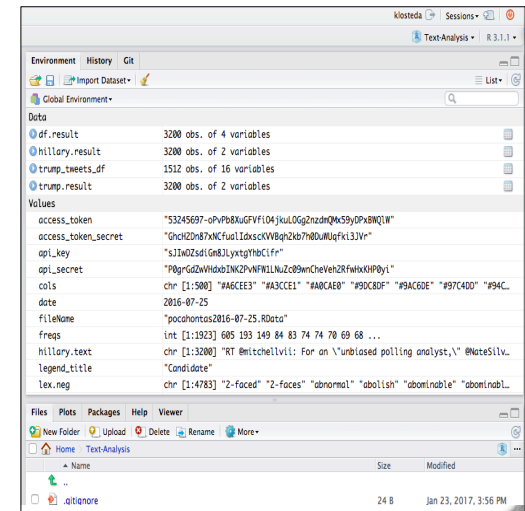 klosteda Sessions
Text-Analysis R 3.1.1
Environment History Git
Import Dataset List
Global Environment
Data
df.result 3200 obs. of 4 variables
hillary.result 3200 obs. of 2 variables
trump_tweets_df 1512 obs. of 16 variables
trump.result 3200 obs. of 2 variables
Values
access_token
access_token_secret
api_key
api_secret
cols chr [1:500] "#A6CEE3" "#A3CCE1" "#A0CAE0" "#9DC8DF" "#9AC6DE" "#97C4DD" "#94C…
date 2016-07-25
fileName "pocahontas2016-07-25.RData"
freqs int [1:1923] 605 193 149 84 83 74 74 70 69 68 ...
hillary.text chr [1:3200] "RT @mitchellvii: For an \"unbiased polling analyst,\" @NateSilv…
legend_title "Candidate"
lex.neg chr [1:4783] "2-faced" "2-faces" "abnormal" "abolish" "abominable" "abominabl…
Files Plots Packages Help Viewer
New Folder Upload Delete Rename More
Home Text-Analysis ...
Name Size Modified
..
.gitignore 24 B Jan 23, 2017, 3:56 PM